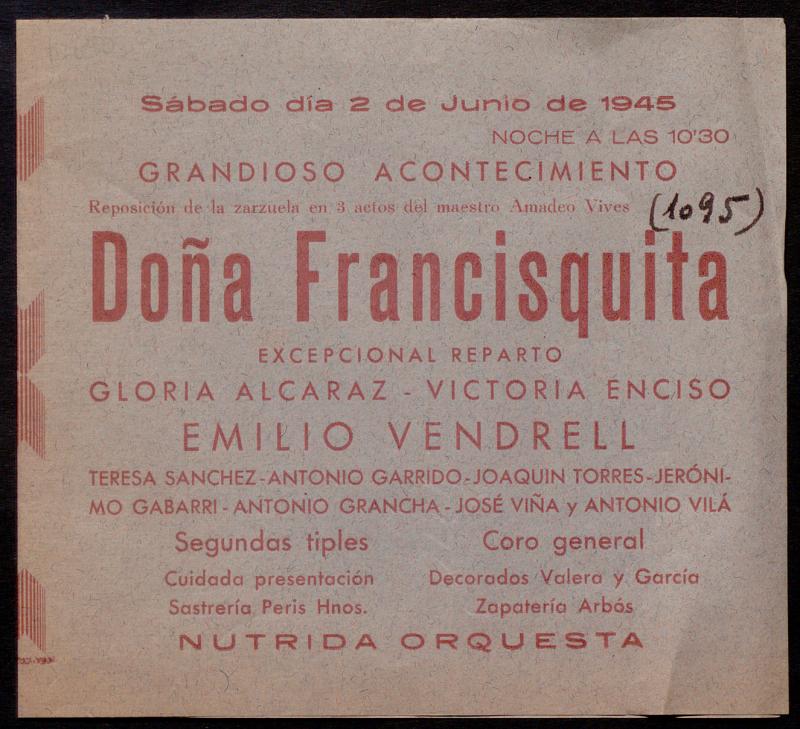 Sábado día 2 de Junio de 1945
NOCHE A LAS 10'30
GRANDIOSO ACONTECIMIENTO
Reposición de la zarzuela en 3 actos del maestro Amadeo Vives
(1095)
Doña Francisquita
EXCEPCIONAL REPARTO
GLORIA ALCARAZ - VICTORIA ENCISO
EMILIO VENDRELL
TERESA SANCHEZ-ANTONIO GARRIDO-JOAQUIN TORRES-JERÓNI-
MO GABARRI - ANTONIO GRANCHA - JOSÉ VIÑA y ANTONIO VILÁ
Segundas tiples Coro general
Cuidada presentación Decorados Valera y García
Sastrería Peris Hnos. Zapatería Arbós
NUTRIDA ORQUESTA